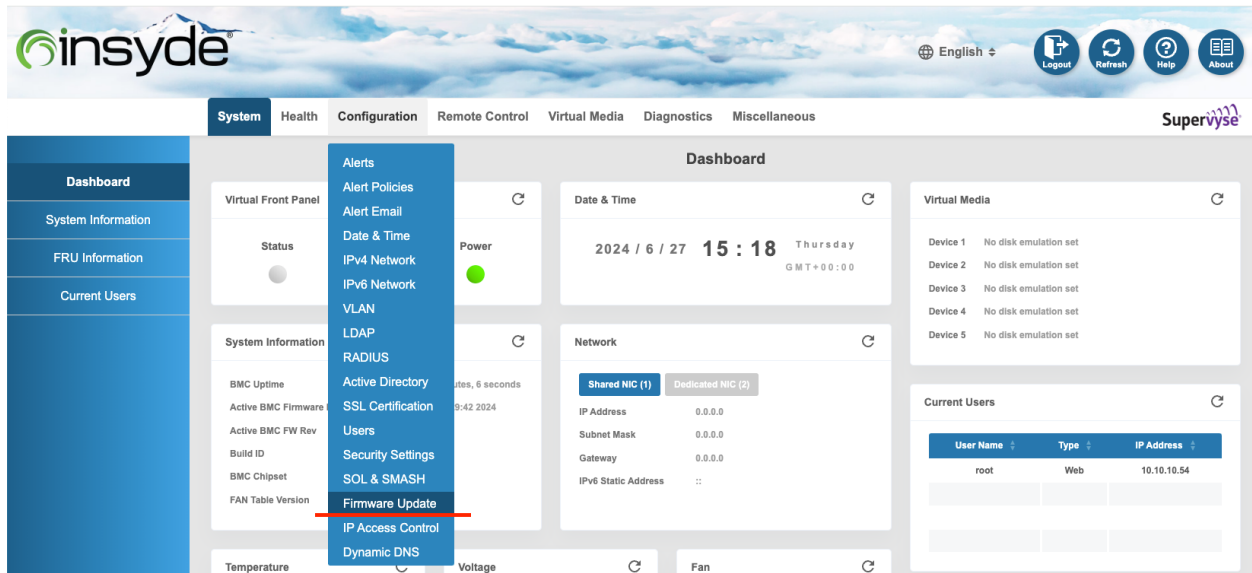 insyde®
English
Logout
Refresh
Help
About
System Health Configuration Remote Control Virtual Media Diagnostics Miscellaneous
Supervyse
Dashboard
System Information
FRU Information
Current Users
Alerts
Alert Policies
Alert Email
Date & Time
IPv4 Network
IPv6 Network
VLAN
LDAP
RADIUS
Active Directory
SSL Certification
Users
Security Settings
SOL & SMASH
Firmware Update
IP Access Control
Dynamic DNS
Dashboard
Virtual Front Panel
Status
Power
Date & Time
2024 / 6 / 27 15 : 18 Thursday
GMT+00:00
Virtual Media
Device 1 No disk emulation set
Device 2 No disk emulation set
Device 3 No disk emulation set
Device 4 No disk emulation set
Device 5 No disk emulation set
System Information
BMC Uptime
6 seconds
Active BMC Firmware
9:42 2024
Active BMC FW Rev
Build ID
BMC Chipset
FAN Table Version
Network
Shared NIC (1) Dedicated NIC (2)
IP Address 0.0.0.0
Subnet Mask 0.0.0.0
Gateway 0.0.0.0
IPv6 Static Address ::
Current Users
User Name Type IP Address
root Web 10.10.10.54
Temperature
Voltage
Fan